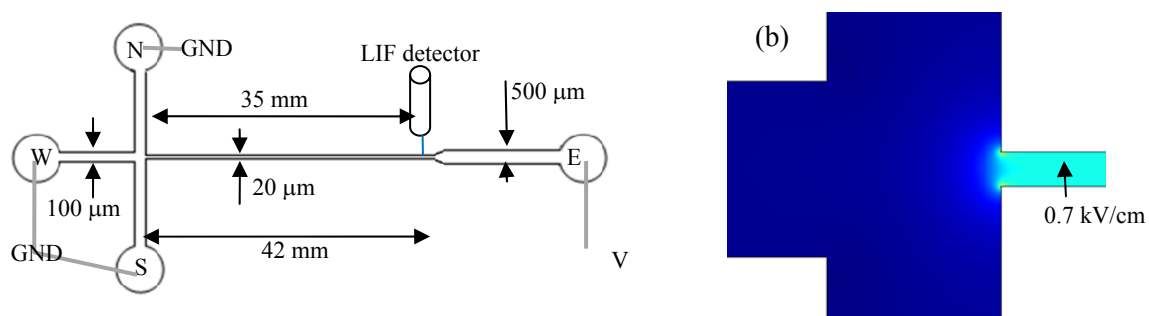 N
GND
LIF detector
35 mm
500 μm
W
E
100 μm
20 μm
GND
S
42 mm
V
(b)
0.7 kV/cm